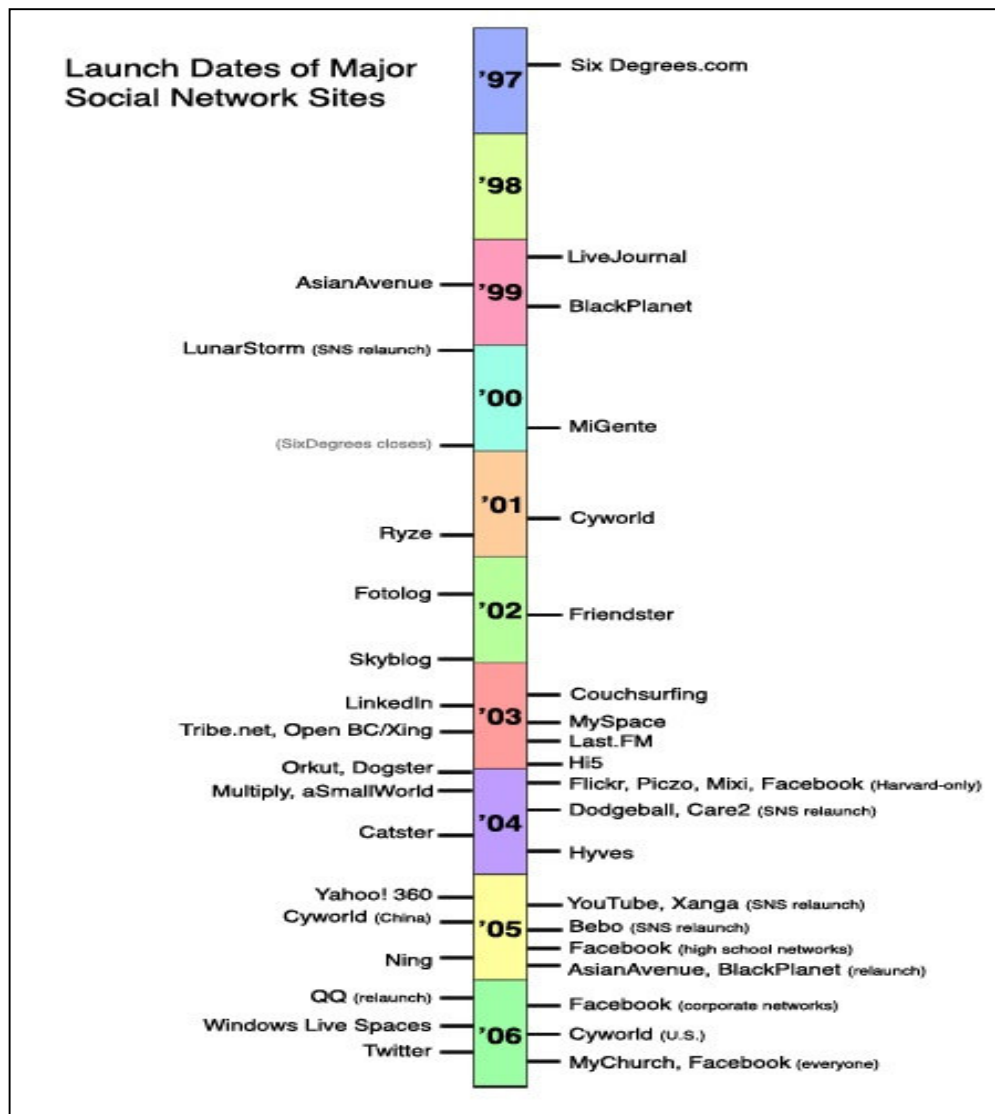 Launch Dates of Major
Social Network Sites
'97
Six Degrees.com
'98
LiveJournal
AsianAvenue
'99
BlackPlanet
LunarStorm (SNS relaunch)
'00
MiGente
(SixDegrees closes)
'01
Cyworld
Ryze
Fotolog
'02
Friendster
Skyblog
Couchsurfing
LinkedIn
'03
MySpace
Tribe.net, Open BC/Xing
Last.FM
Hi5
Orkut, Dogster
Flickr, Piczo, Mixi, Facebook (Harvard-only)
Multiply, aSmallWorld
Dodgeball, Care2 (SNS relaunch)
'04
Catster
Hyves
Yahoo! 360
YouTube, Xanga (SNS relaunch)
Cyworld (China)
'05
Bebo (SNS relaunch)
Facebook (high school networks)
Ning
AsianAvenue, BlackPlanet (relaunch)
QQ (relaunch)
Facebook (corporate networks)
Windows Live Spaces
'06
Cyworld (U.S.)
Twitter
MyChurch, Facebook (everyone)